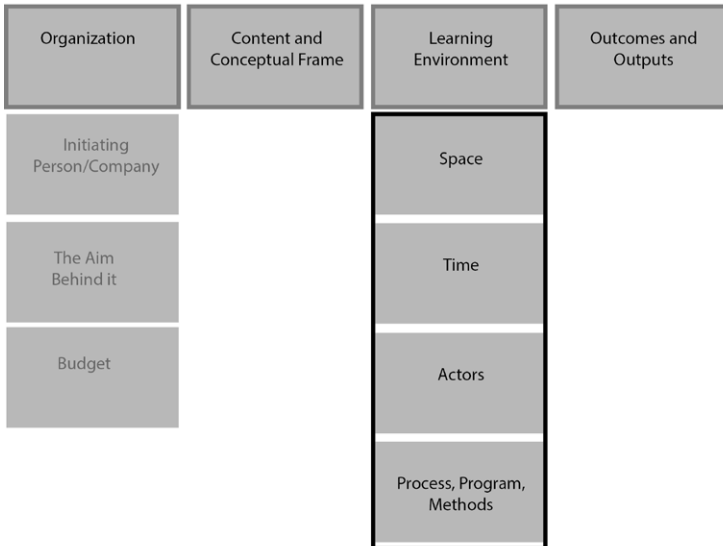 Organization
Content and
Conceptual Frame
Learning
Environment
Outcomes and
Outputs
Initiating
Person/Company
The Aim
Behind it
Budget
Space
Time
Actors
Process, Program,
Methods